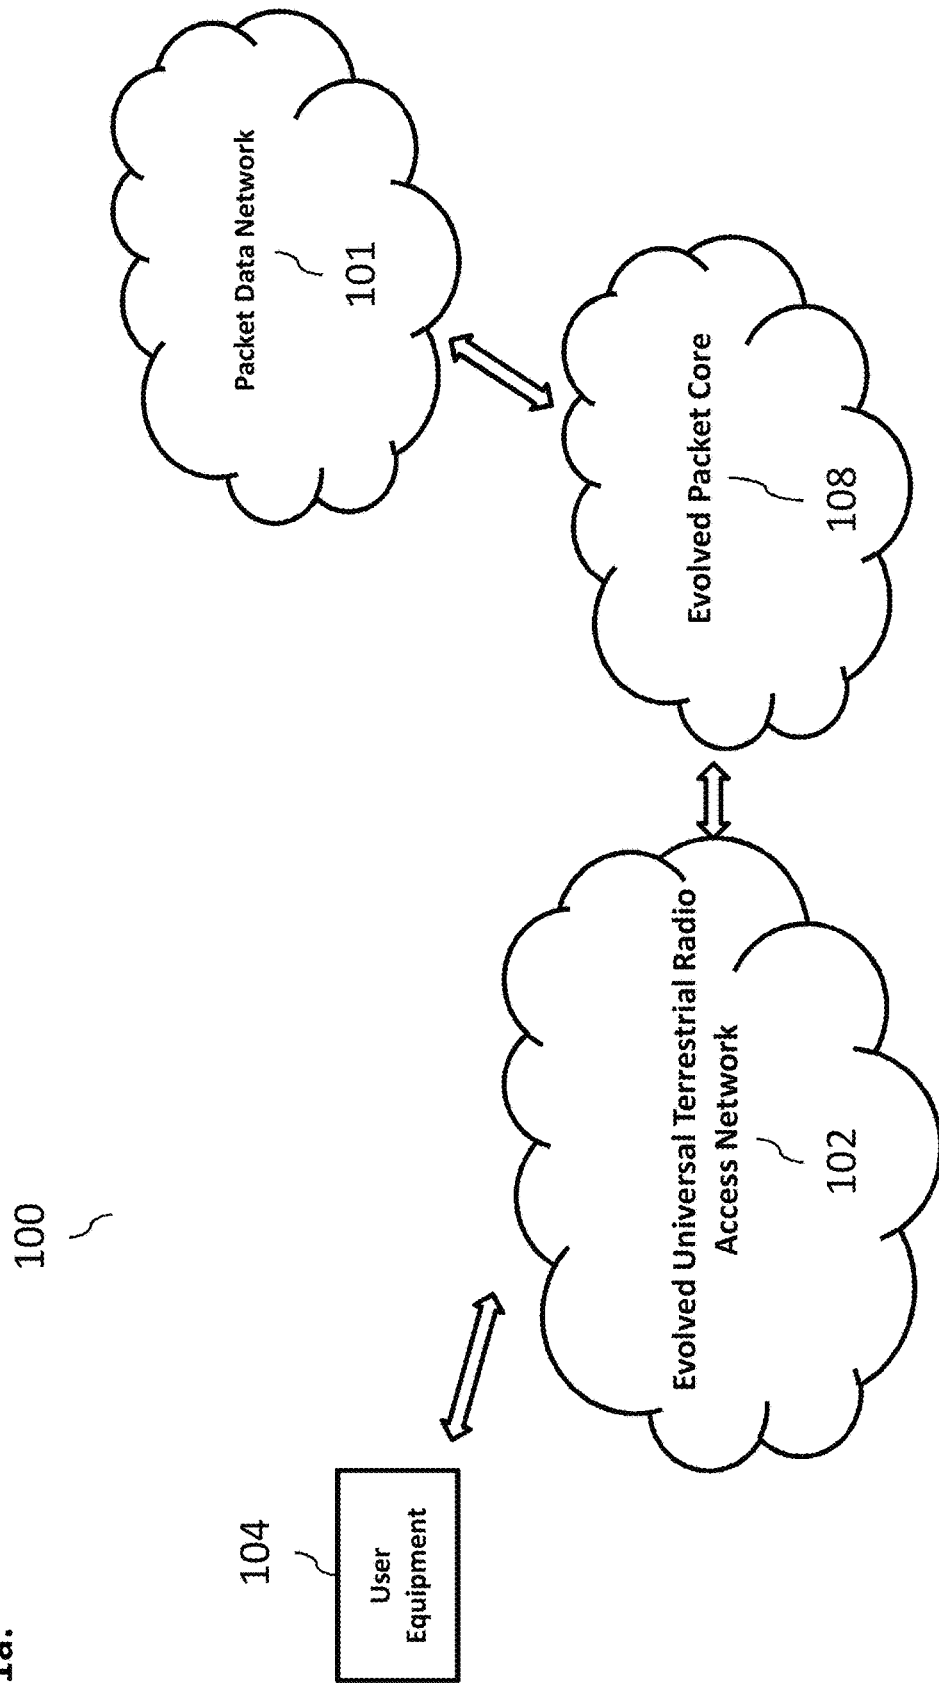 1a.
100
Packet Data Network
101
104
User
Equipment
Evolved Universal Terrestrial Radio
Access Network
102
Evolved Packet Core
108